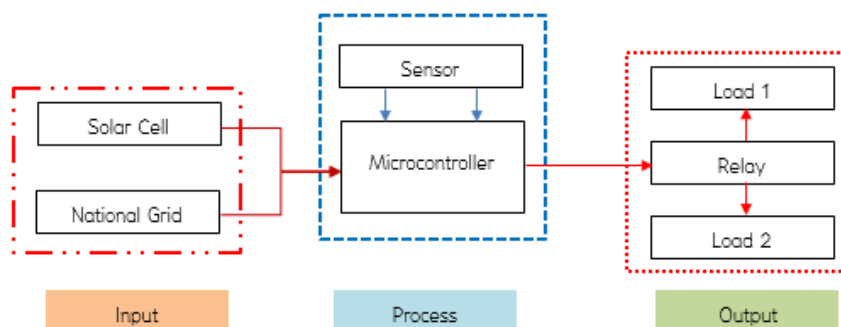 Sensor
Load 1
Solar Cell
Microcontroller
Relay
National Grid
Load 2
Input
Process
Output